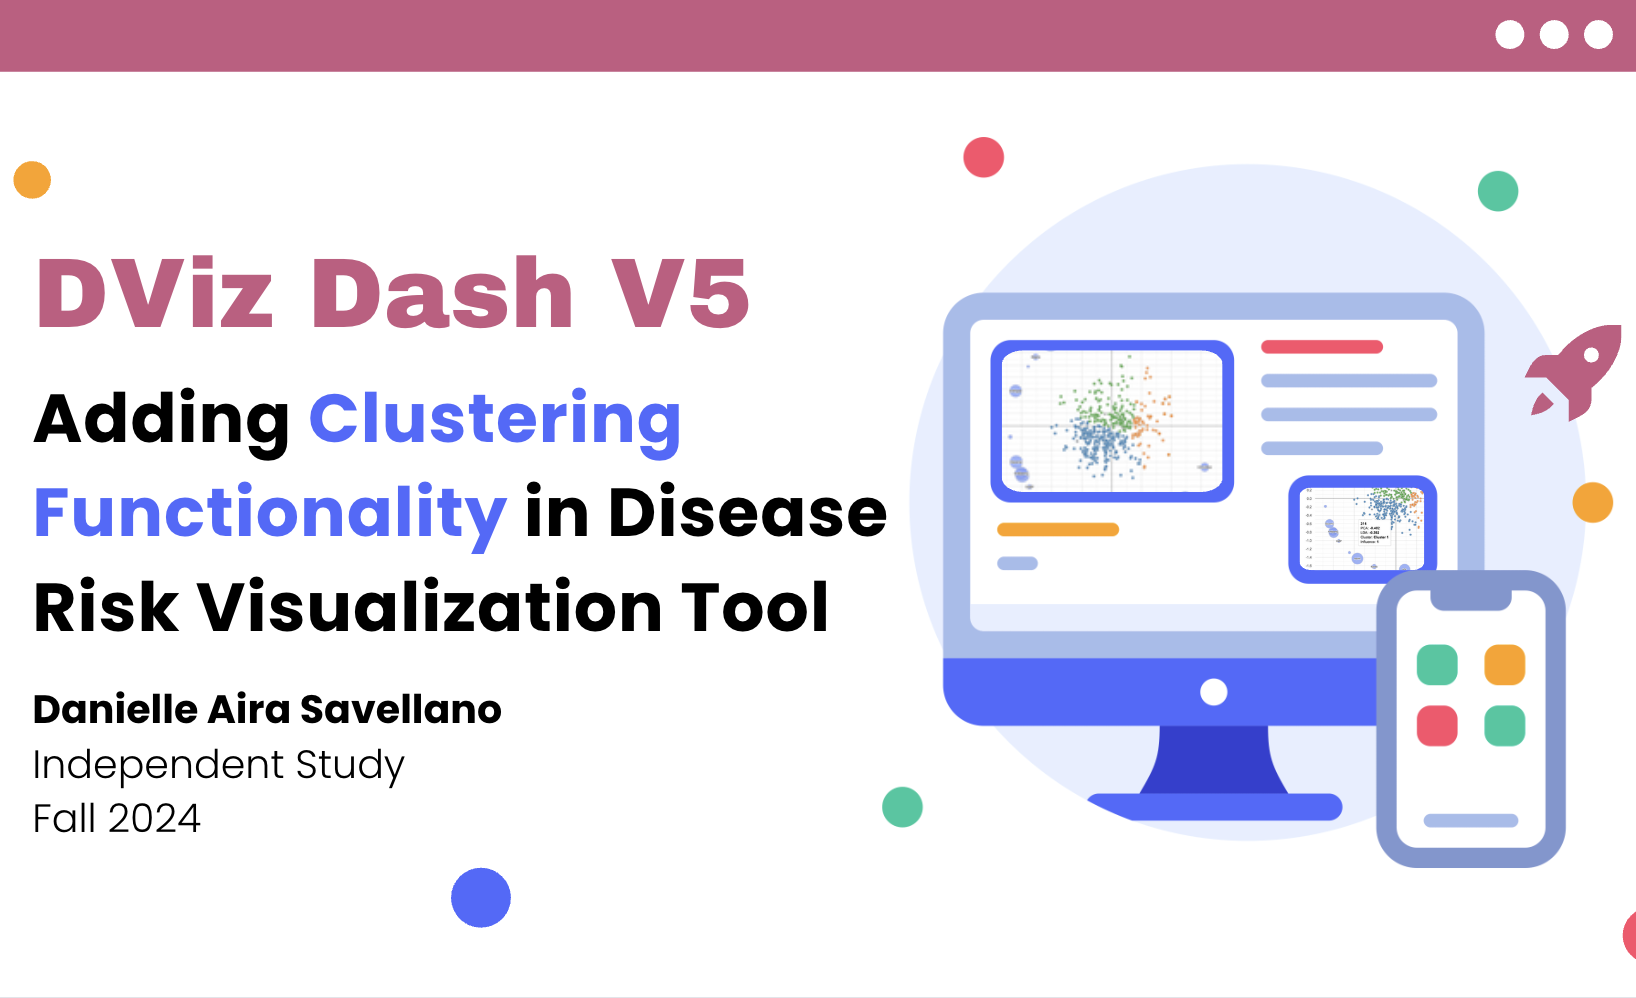 DViz Dash V5
Adding Clustering
Functionality in Disease
Risk Visualization Tool
Danielle Aira Savellano
Independent Study
Fall 2024